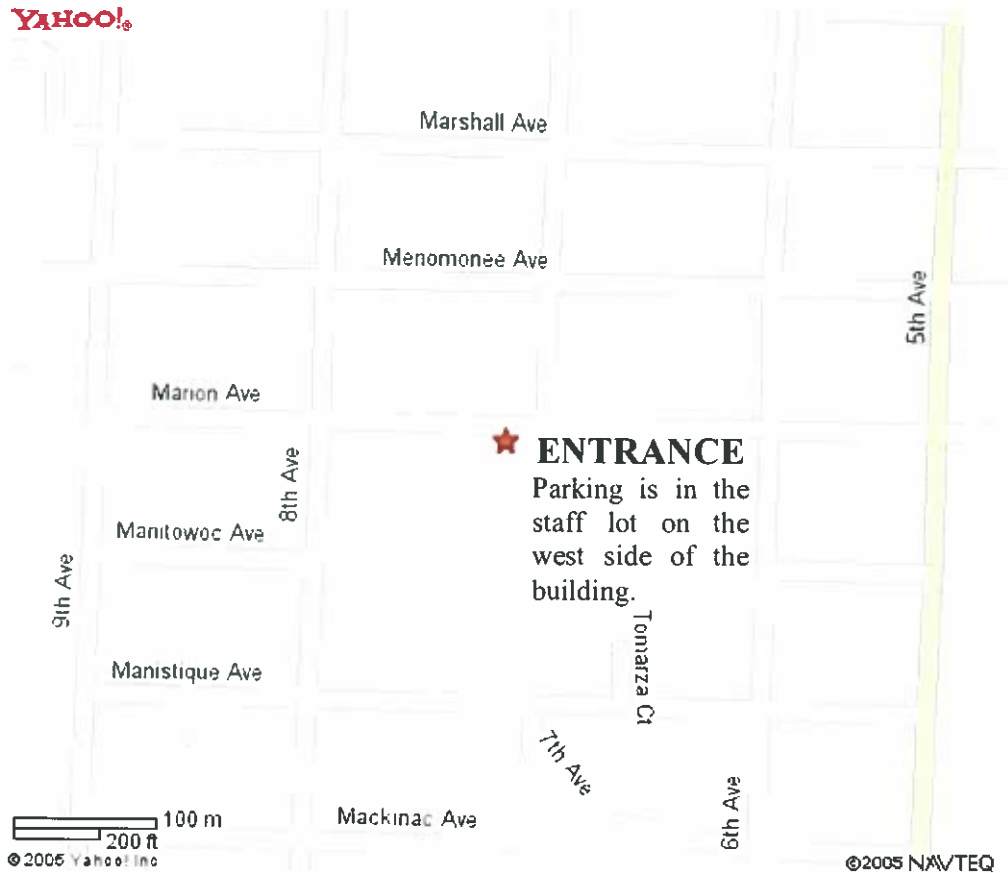 YAHOO!®
Marshall Ave
Menomonee Ave
5th Ave
Marion Ave
ENTRANCE
Parking is in the
staff lot on the
west side of the
building.
8th Ave
Manitowoc Ave
9th Ave
Tomarza Ct
Manistique Ave
7th Ave
6th Ave
Mackinac Ave
100 m
200 ft
©2005 Yahoo! Inc
©2005 NAVTEQ